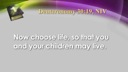 Deuteronomy 30:19 NIV
Now choose life, so that you
and your children may live.